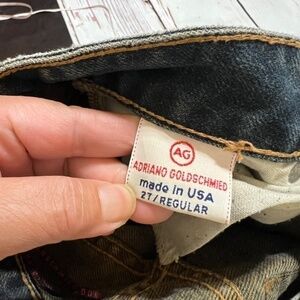 AG
ADRIANO GOLDSCHMIED
made in USA
27/REGULAR